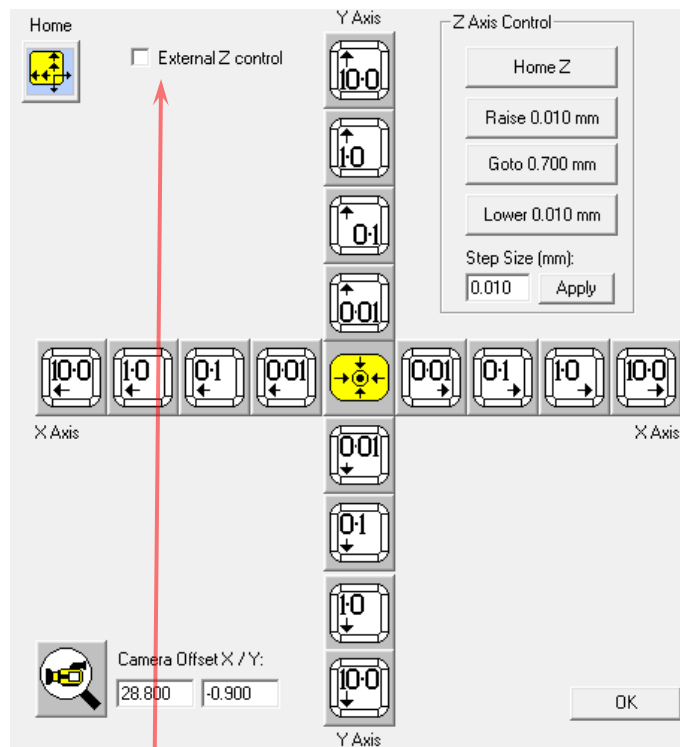 Home
External Z control
Y Axis
10·0
1·0
0·1
0·01
Z Axis Control
Home Z
Raise 0.010 mm
Goto 0.700 mm
Lower 0.010 mm
Step Size (mm):
0.010 Apply
10·0 1·0 0·1 0·01 0·01 0·1 1·0 10·0
X Axis X Axis
0·01
0·1
1·0
10·0
Camera Offset X / Y:
28.800 -0.900
OK
Y Axis